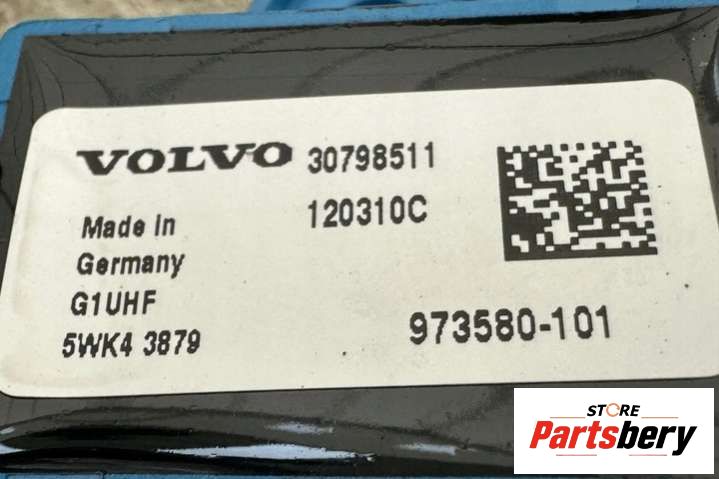 VOLVO 30798511
120310C
Made in
Germany
G1UHF
5WK4 3879
973580-101
STORE
Partsbery